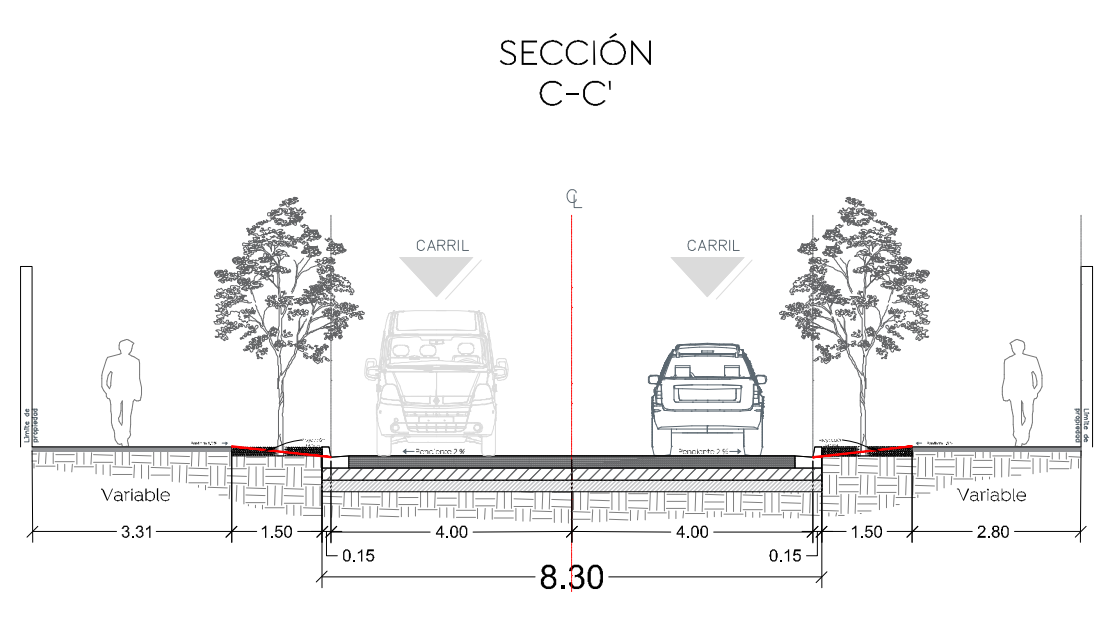 SECCIÓN
C-C'
CARRIL
CARRIL
Límite de
propiedad
Límite de
propiedad
Pendiente 2 %
Pendiente 2 %
Variable
Variable
3.31
1.50
4.00
4.00
1.50
2.80
0.15
0.15
8.30